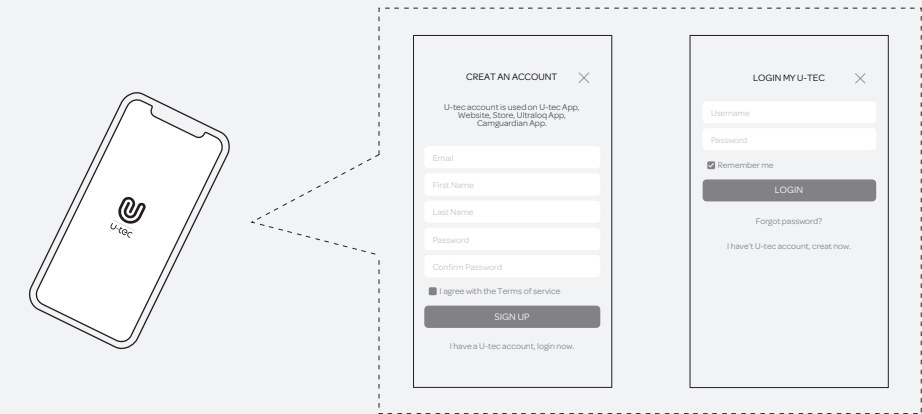 U-tec
CREAT AN ACCOUNT
U-tec account is used on U-tec App,
Website, Store, Ultraloq App,
Camguardian App.
Email
First Name
Last Name
Password
Confirm Password
I agree with the Terms of service
SIGN UP
I have a U-tec account, login now.
LOGIN MY U-TEC
Username
Password
Remember me
LOGIN
Forgot password?
I have't U-tec account, creat now.